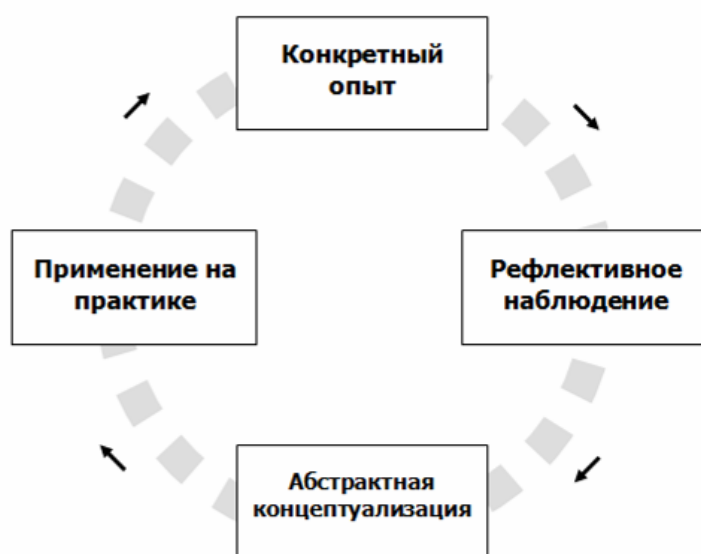 Конкретный
опыт
Применение на
практике
Рефлективное
наблюдение
Абстрактная
концептуализация